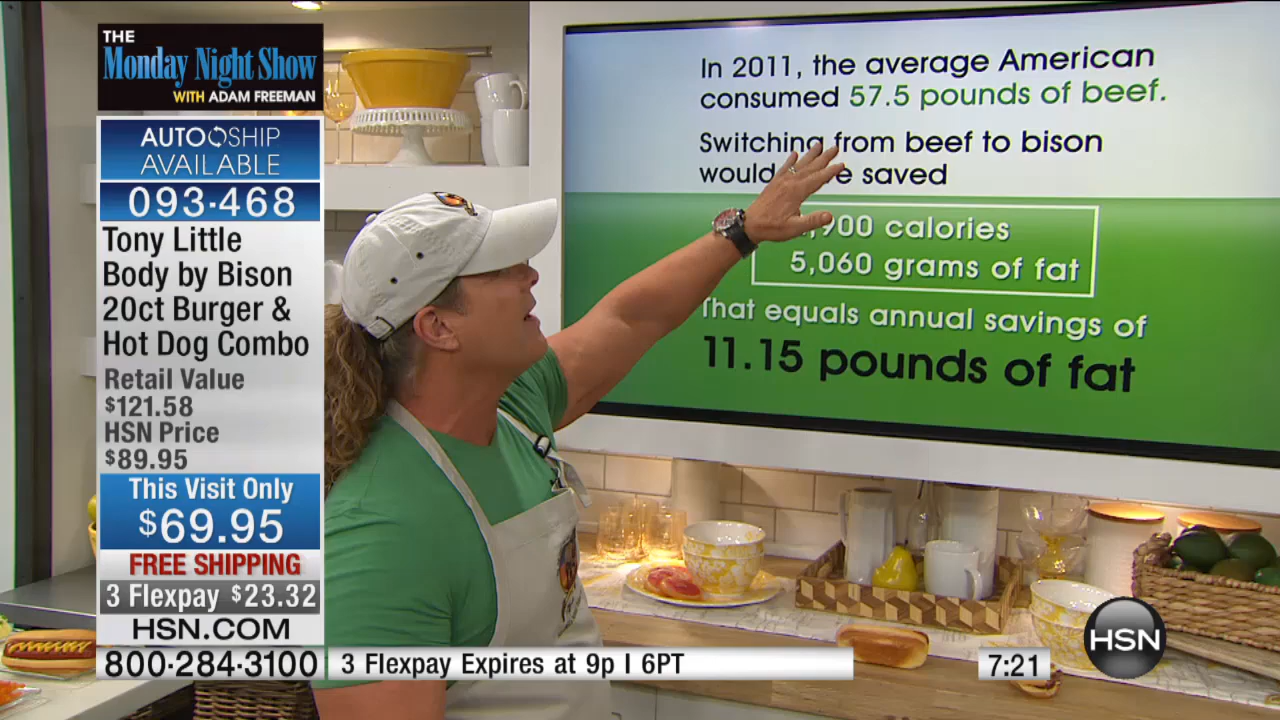 THE
Monday Night Show
WITH ADAM FREEMAN
AUTO SHIP
AVAILABLE
093-468
Tony Little
Body by Bison
20ct Burger &
Hot Dog Combo
Retail Value
$121.58
HSN Price
$89.95
This Visit Only
$69.95
FREE SHIPPING
3 Flexpay $23.32
HSN.COM
800-284-3100
3 Flexpay Expires at 9p | 6PT
7:21
HSN
In 2011, the average American
consumed 57.5 pounds of beef.
Switching from beef to bison
would saved
,900 calories
5,060 grams of fat
That equals annual savings of
11.15 pounds of fat